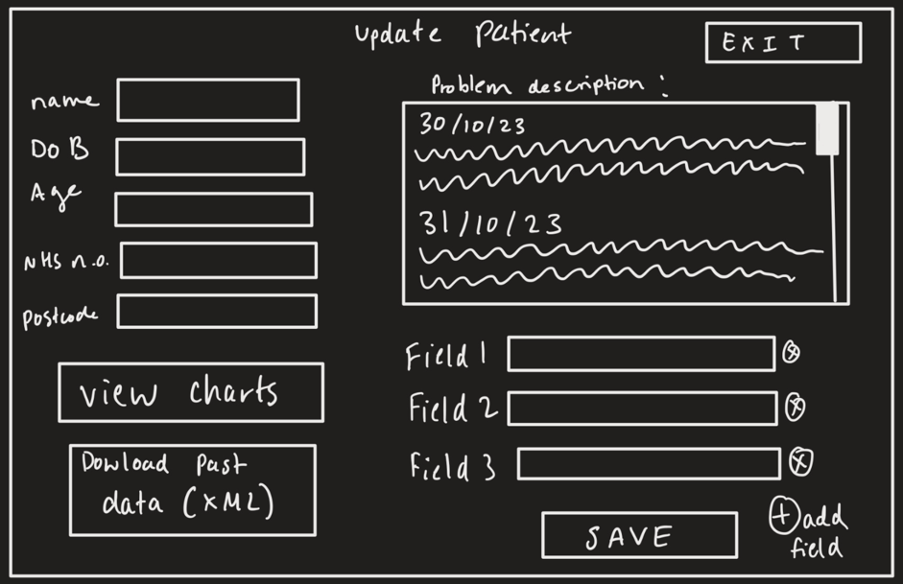 update patient
EXIT
name
DoB
Age
NHS n.o.
Postcode
view charts
Dowload past
data (XML)
Problem description :
30/10/23
31/10/23
Field 1
Field 2
Field 3
SAVE
add
field